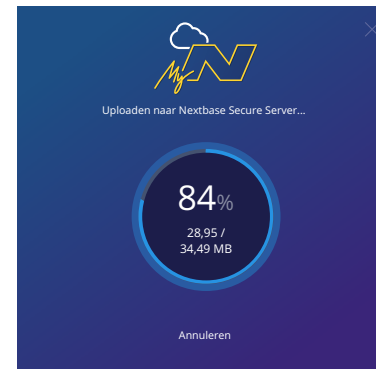 My N
Uploaden naar Nextbase Secure Server...
84%
28,95 /
34,49 MB
Annuleren